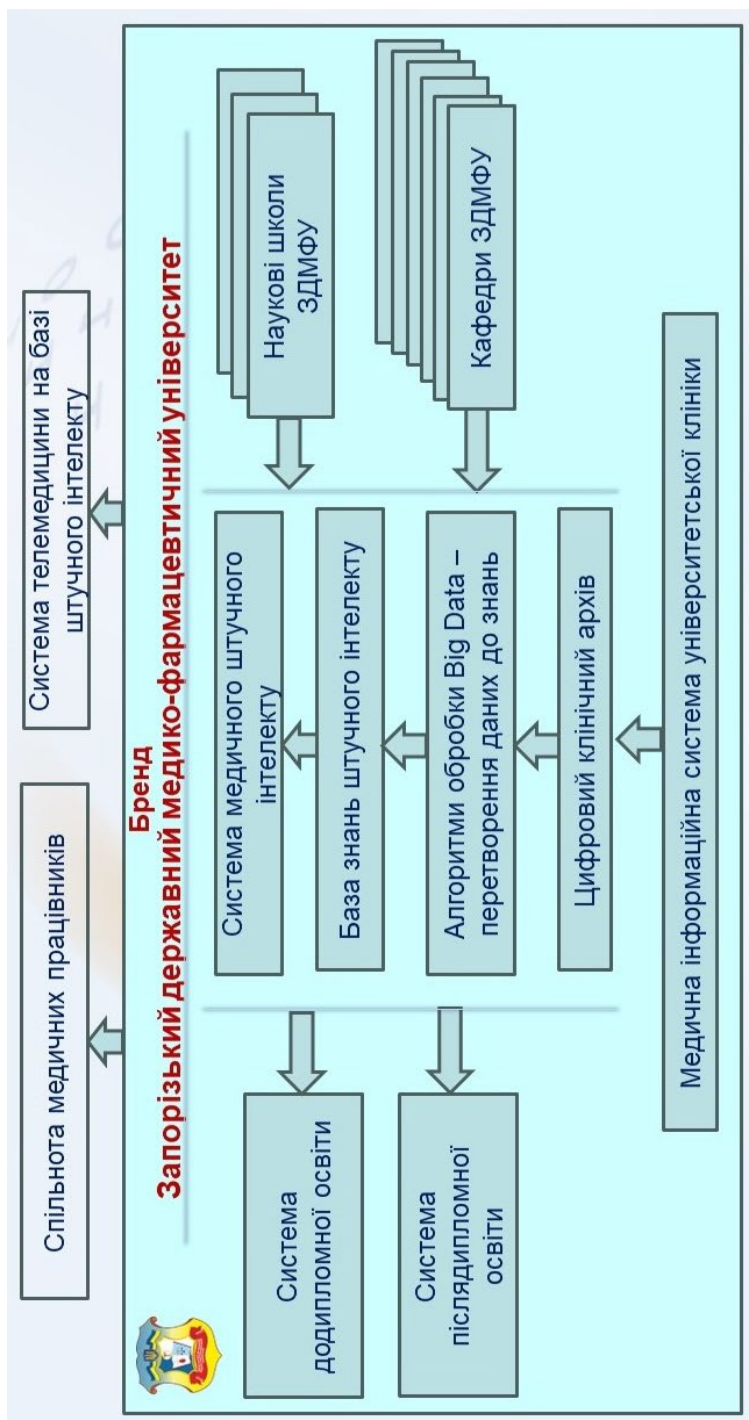 Спільнота медичних працівників
Система телемедицини на базі
штучного інтелекту
Бренд
Запорізький державний медико-фармацевтичний університет
Система
додипломної освіти
Система
післядипломної
освіти
Система медичного штучного
інтелекту
База знань штучного інтелекту
Алгоритми обробки Big Data –
перетворення даних до знань
Цифровий клінічний архів
Наукові школи
ЗДМФУ
Кафедри ЗДМФУ
Медична інформаційна система університетської клініки